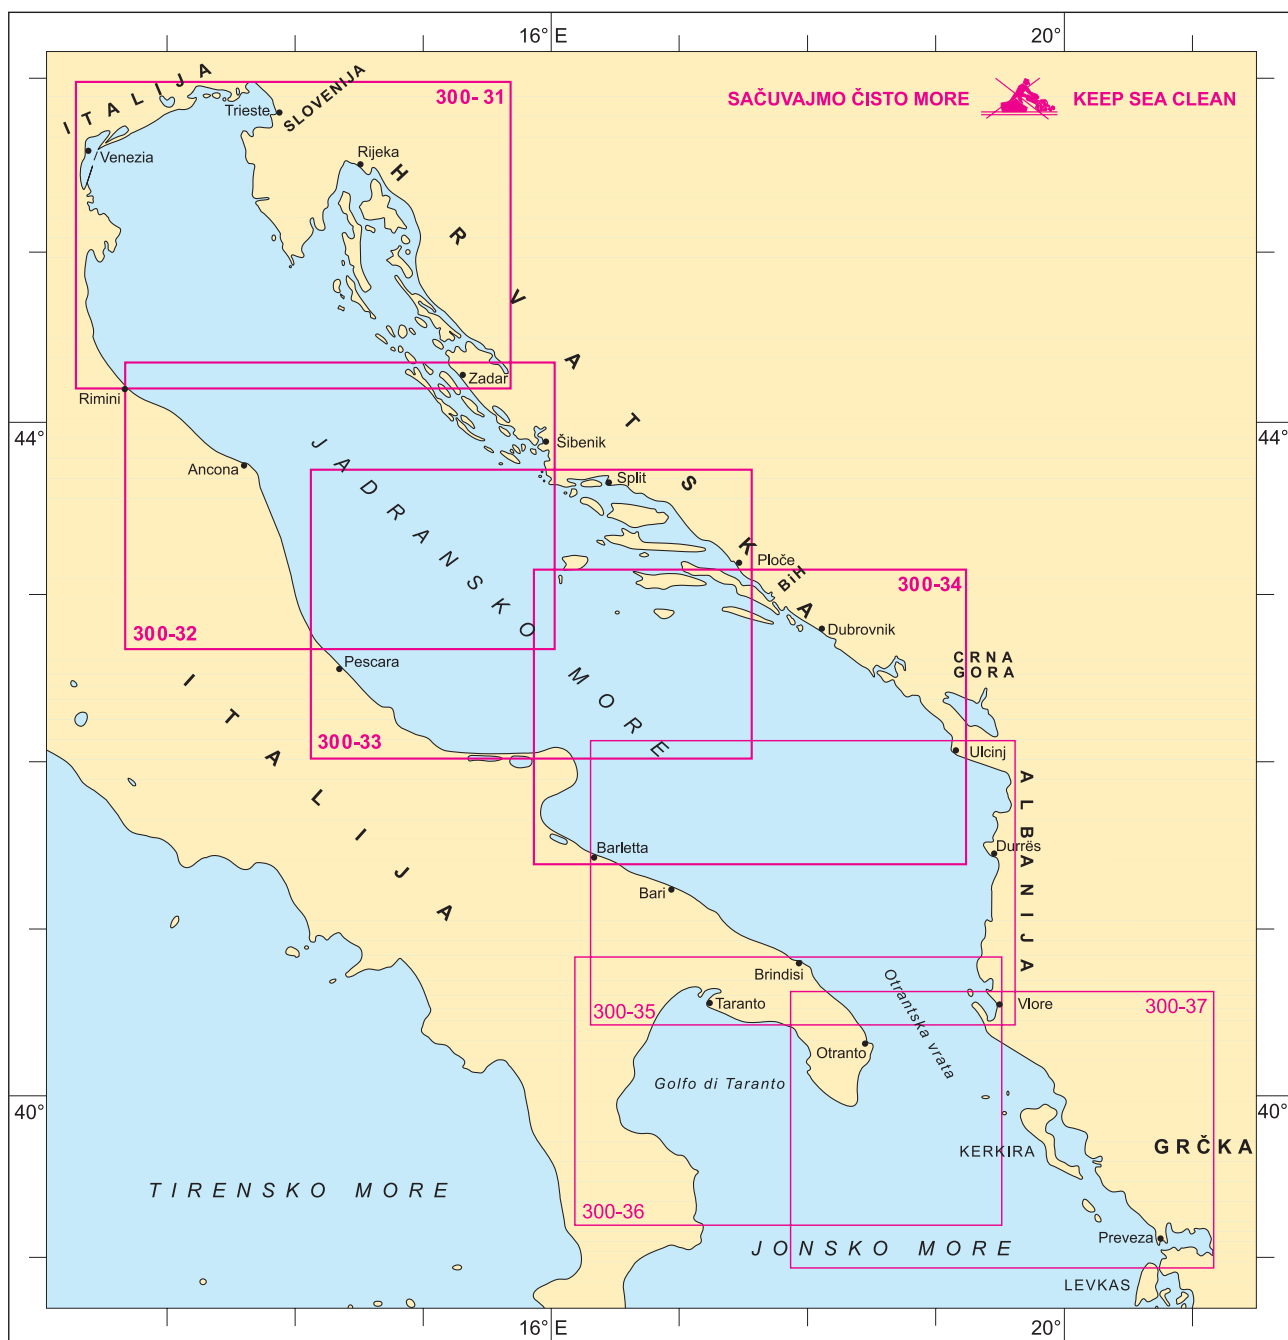 16° E
20°
ITALIJA
Trieste
SLOVENIJA
300- 31
SAČUVAJMO ČISTO MORE
KEEP SEA CLEAN
Venezia
Rijeka
HRVATSKA
Zadar
Rimini
44°
44°
Šibenik
Ancona
Split
JADRANSKO MORE
Ploče
BiH
300-34
300-32
Dubrovnik
Pescara
CRNA
GORA
ITALIJA
300-33
Ulcinj
ALBANIJA
Barletta
Durrës
Bari
Brindisi
Otrantska vrata
Taranto
300-35
Vlore
300-37
Otranto
Golfo di Taranto
40°
40°
KERKIRA
GRČKA
TIRENSKO MORE
300-36
JONSKO MORE
Preveza
LEVKAS
16° E
20°